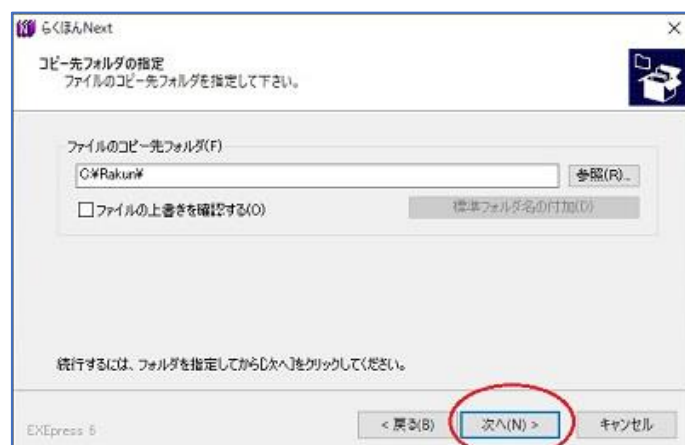 らくほんNext
コピー先フォルダの指定
ファイルのコピー先フォルダを指定して下さい。
ファイルのコピー先フォルダ(F)
C:¥Rakun¥
参照(R)...
ファイルの上書きを確認する(O)
標準フォルダ名の付加(D)
続行するには、フォルダを指定してから[次へ]をクリックしてください。
EXEpress 6
< 戻る(B)
次へ(N) >
キャンセル